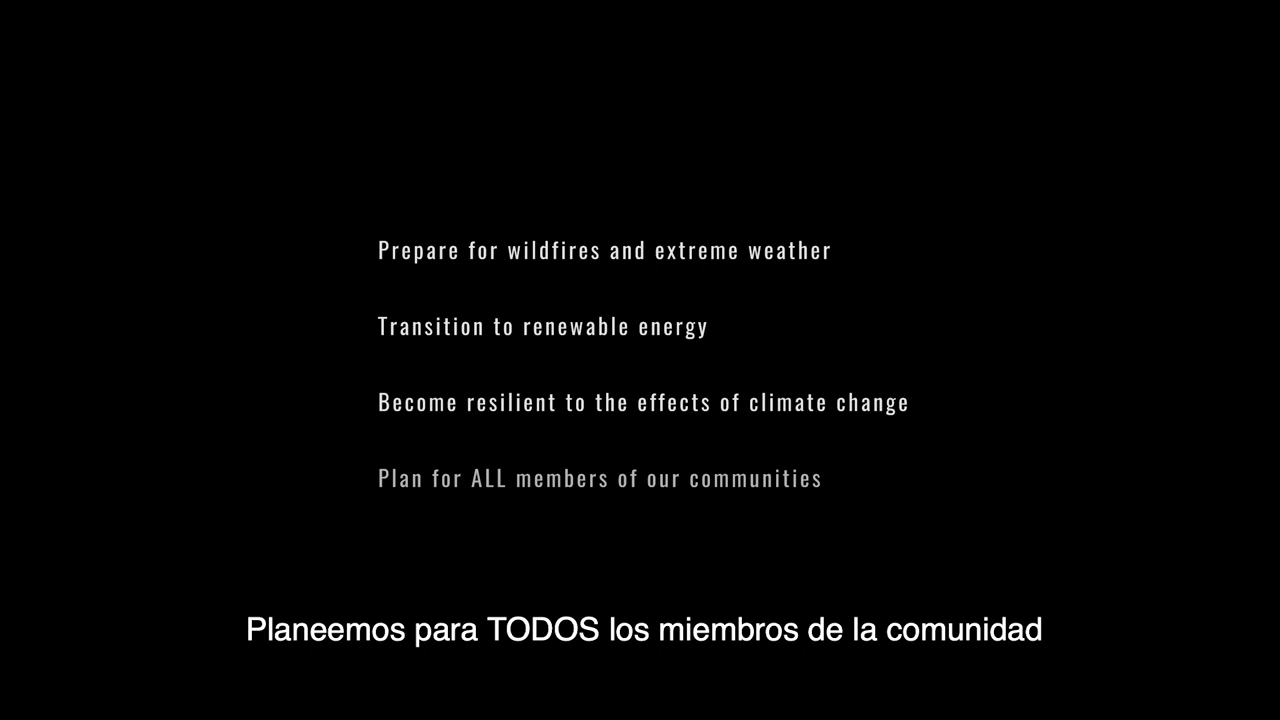 Prepare for wildfires and extreme weather
Transition to renewable energy
Become resilient to the effects of climate change
Plan for ALL members of our communities
Planeemos para TODOS los miembros de la comunidad